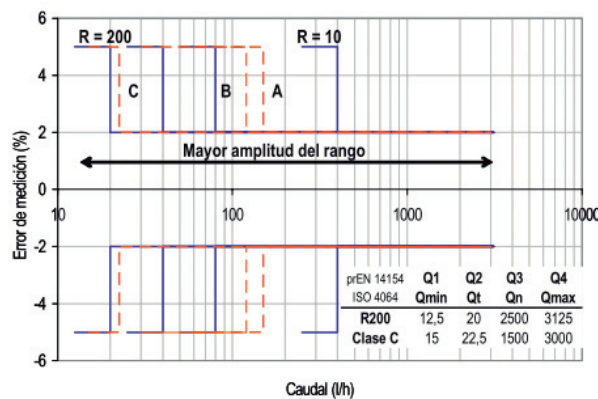 6
R = 200
R = 10
4
C
B
A
2
Mayor amplitud del rango
0
10
100
1000
10000
-2
-4
-6
Error de medición (%)
prEN 14154 Q1 Q2 Q3 Q4
ISO 4064 Qmin Qt Qn Qmax
R200 12,5 20 2500 3125
Clase C 15 22,5 1500 3000
Caudal (l/h)